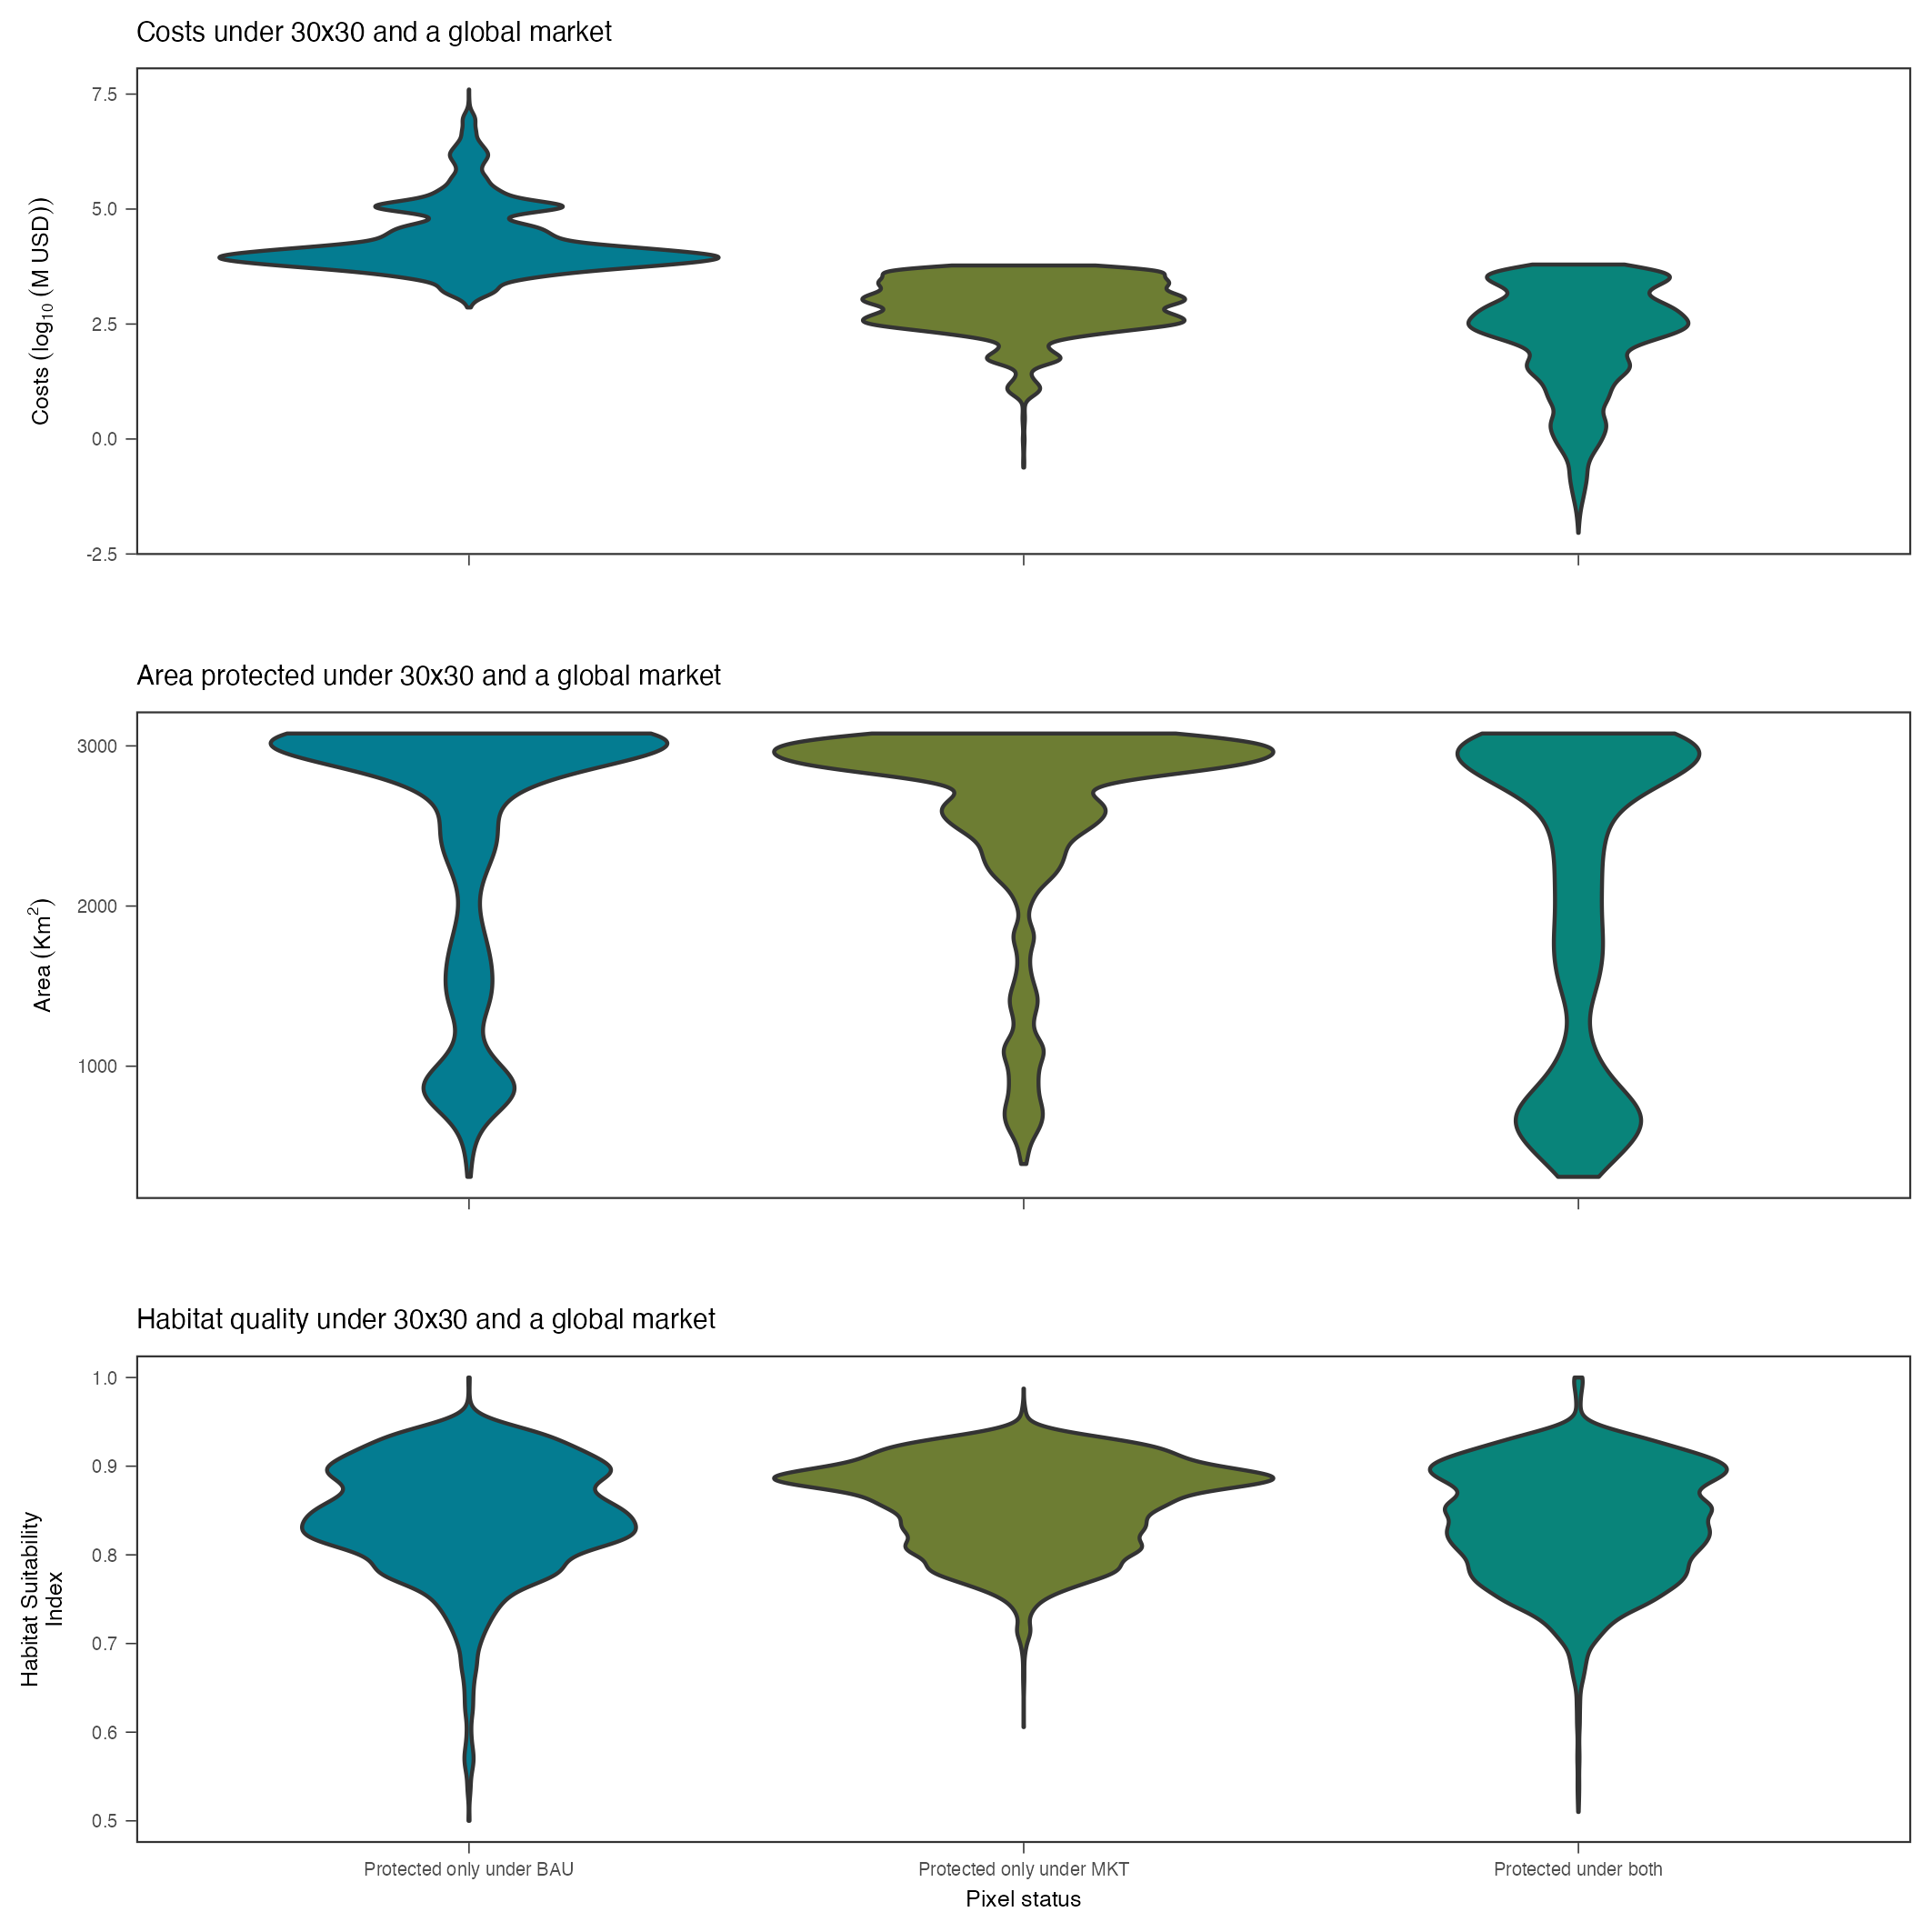 Costs under 30x30 and a global market
Costs (log10 (M USD))
7.5
5.0
2.5
0.0
-2.5
Area protected under 30x30 and a global market
Area (Km2)
3000
2000
1000
Habitat quality under 30x30 and a global market
Habitat Suitability
Index
1.0
0.9
0.8
0.7
0.6
0.5
Protected only under BAU
Protected only under MKT
Protected under both
Pixel status